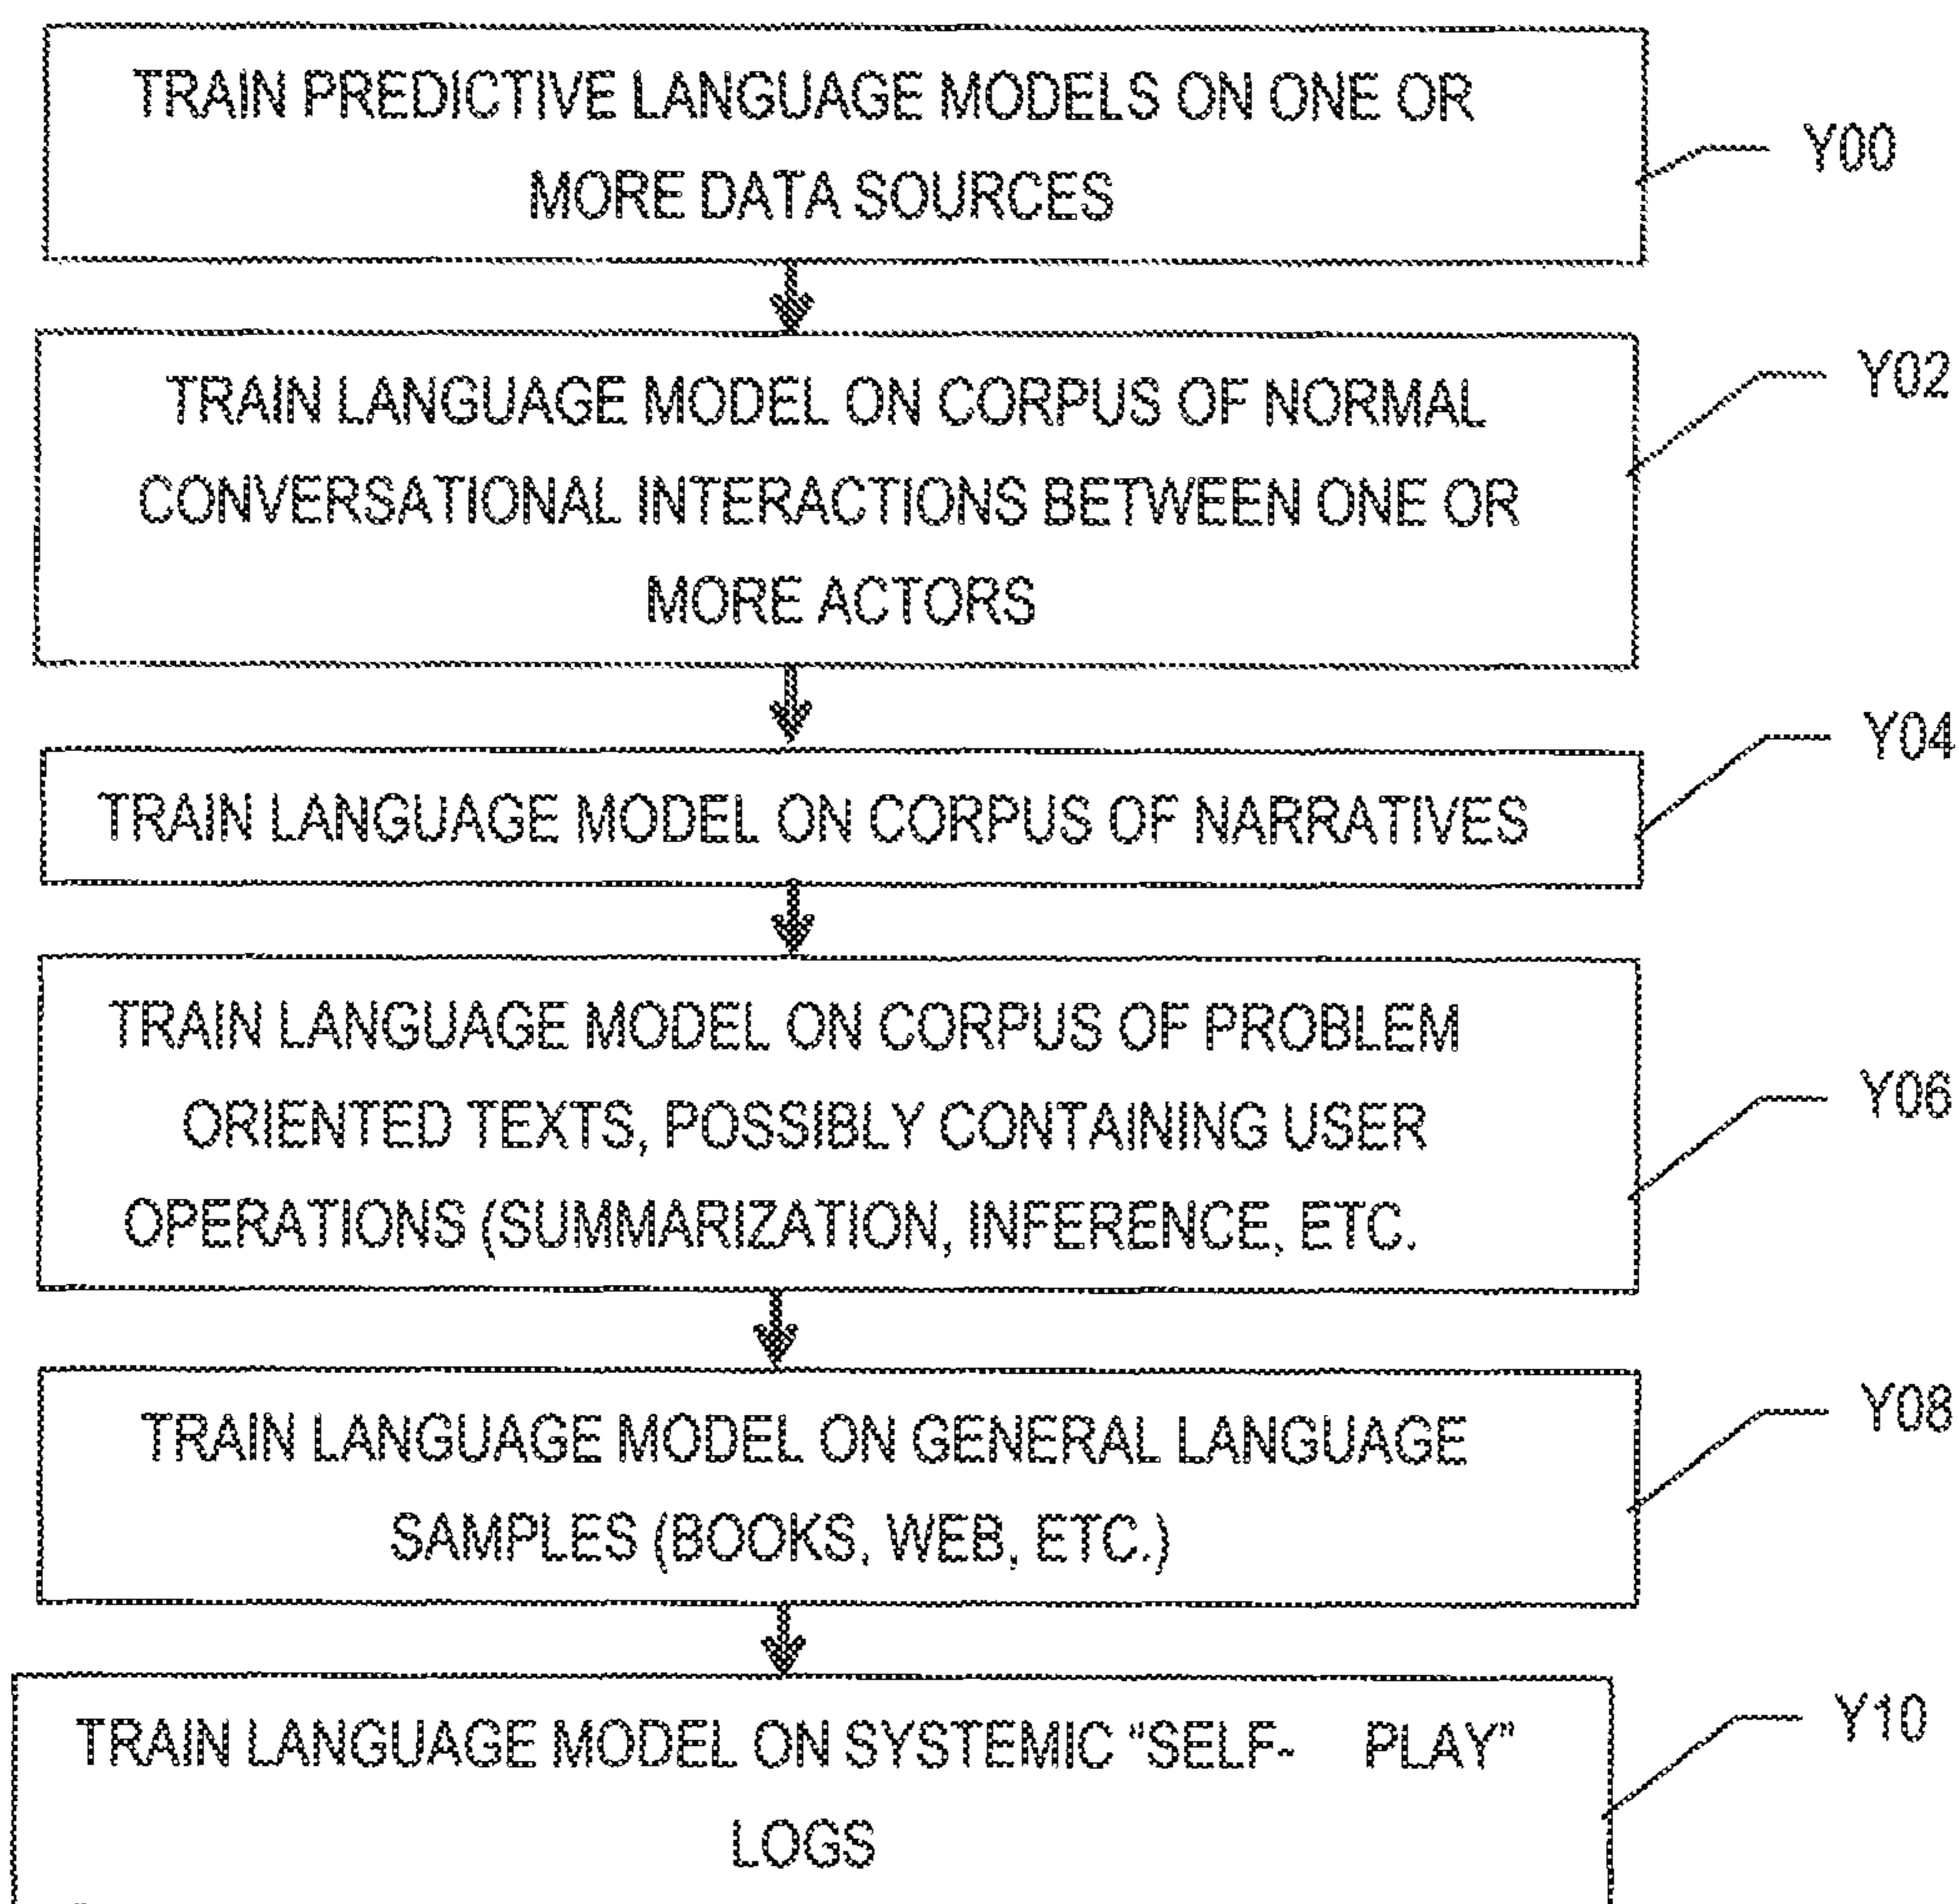 TRAIN PREDICTIVE LANGUAGE MODELS ON ONE OR
MORE DATA SOURCES
Y00
TRAIN LANGUAGE MODEL ON CORPUS OF NORMAL
CONVERSATIONAL INTERACTIONS BETWEEN ONE OR
MORE ACTORS
Y02
TRAIN LANGUAGE MODEL ON CORPUS OF NARRATIVES
Y04
TRAIN LANGUAGE MODEL ON CORPUS OF PROBLEM
ORIENTED TEXTS, POSSIBLY CONTAINING USER
OPERATIONS (SUMMARIZATION, INFERENCE, ETC.
Y06
TRAIN LANGUAGE MODEL ON GENERAL LANGUAGE
SAMPLES (BOOKS, WEB, ETC.)
Y08
TRAIN LANGUAGE MODEL ON SYSTEMIC “SELF- PLAY”
LOGS
Y10